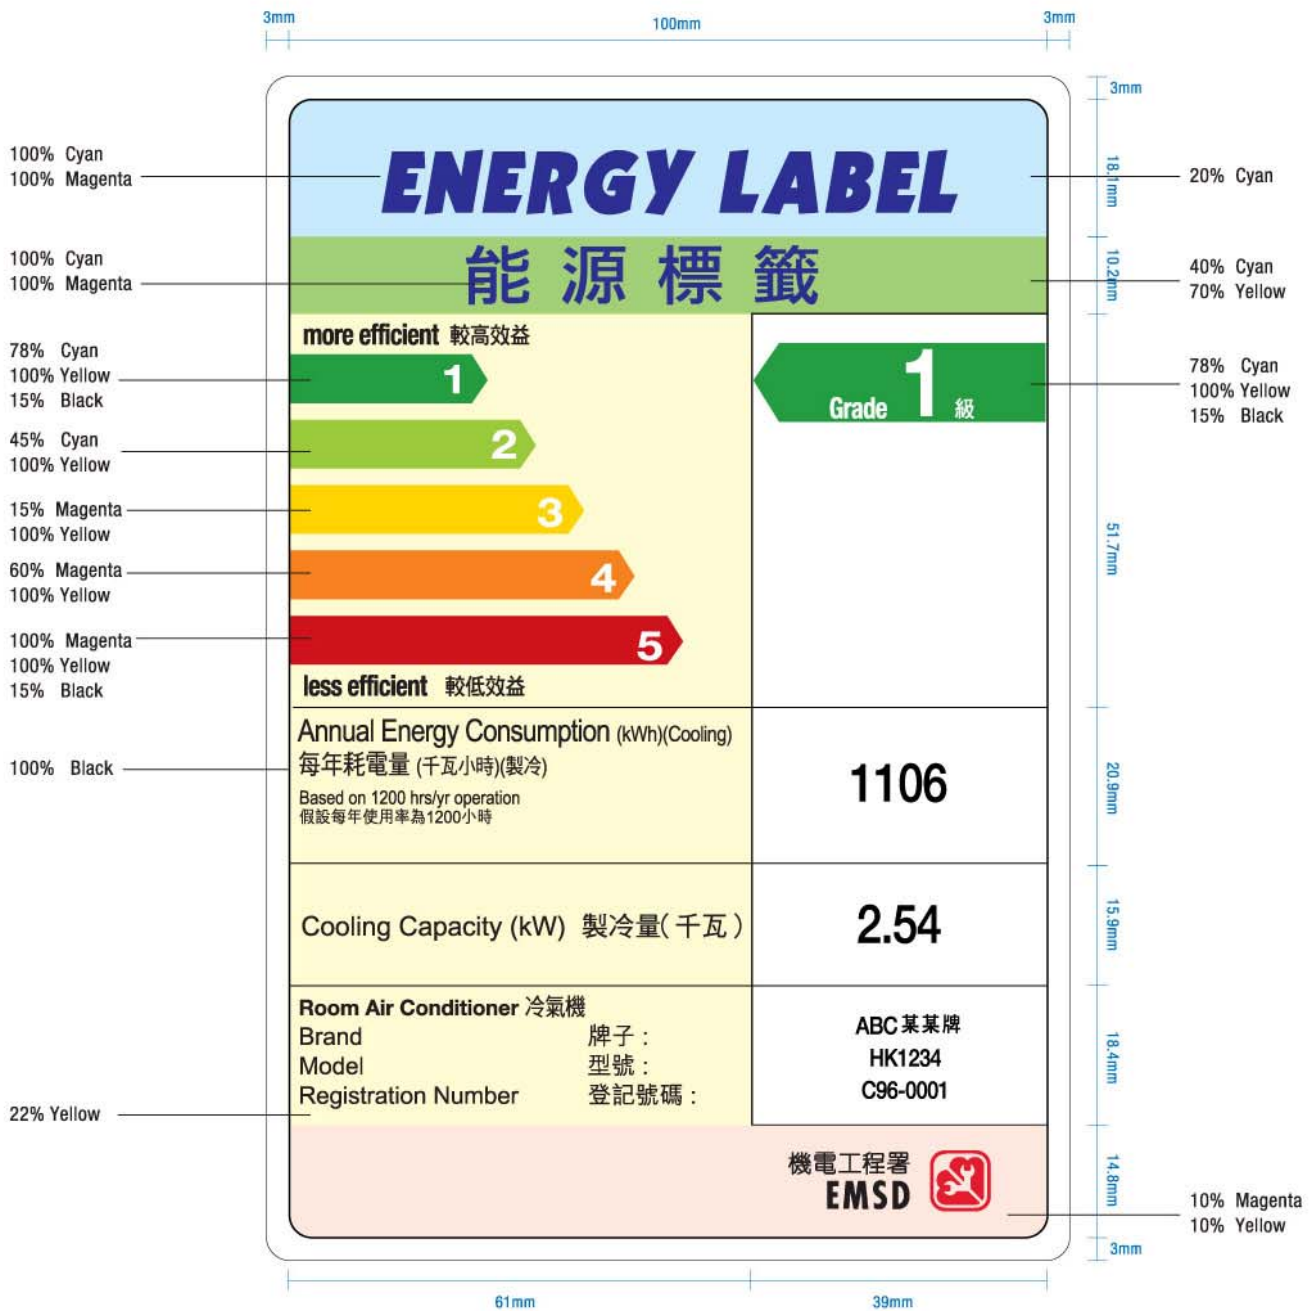 3mm 100mm 3mm
3mm
100% Cyan
100% Magenta
ENERGY LABEL
18.1mm
20% Cyan
100% Cyan
100% Magenta
能源標籤
10.2mm
40% Cyan
70% Yellow
more efficient 較高效益
78% Cyan
100% Yellow
15% Black
1
Grade 1 級
78% Cyan
100% Yellow
15% Black
45% Cyan
100% Yellow
2
15% Magenta
100% Yellow
3
51.7mm
60% Magenta
100% Yellow
4
100% Magenta
100% Yellow
15% Black
5
less efficient 較低效益
Annual Energy Consumption (kWh)(Cooling)
每年耗電量 (千瓦小時)(製冷)
Based on 1200 hrs/yr operation
假設每年使用率為1200小時
1106
20.9mm
100% Black
Cooling Capacity (kW) 製冷量(千瓦)
2.54
15.9mm
Room Air Conditioner 冷氣機
Brand 牌子: ABC 某某牌
Model 型號: HK1234
Registration Number 登記號碼: C96-0001
18.4mm
22% Yellow
機電工程署
EMSD
14.8mm
10% Magenta
10% Yellow
3mm
61mm 39mm